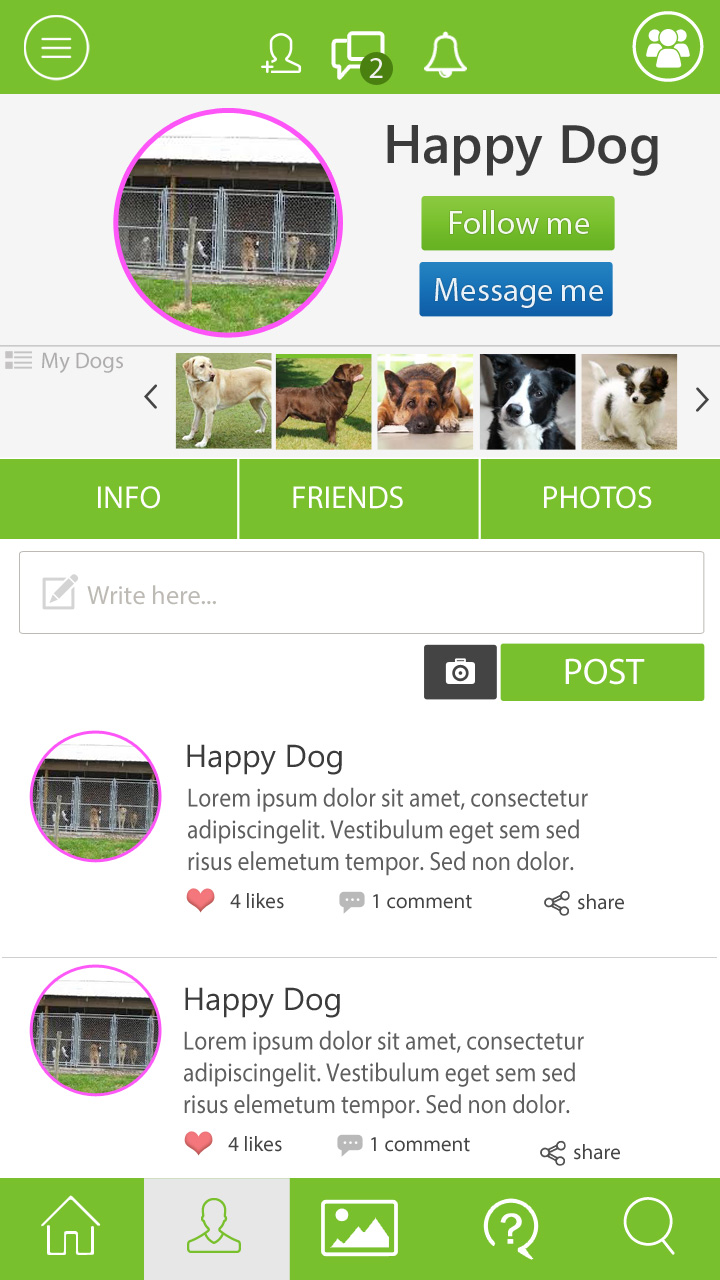 2
Happy Dog
Follow me
Message me
My Dogs
INFO
FRIENDS
PHOTOS
Write here...
POST
Happy Dog
Lorem ipsum dolor sit amet, consectetur
adipiscingelit. Vestibulum eget sem sed
risus elemetum tempor. Sed non dolor.
4 likes
1 comment
share
Happy Dog
Lorem ipsum dolor sit amet, consectetur
adipiscingelit. Vestibulum eget sem sed
risus elemetum tempor. Sed non dolor.
4 likes
1 comment
share
?